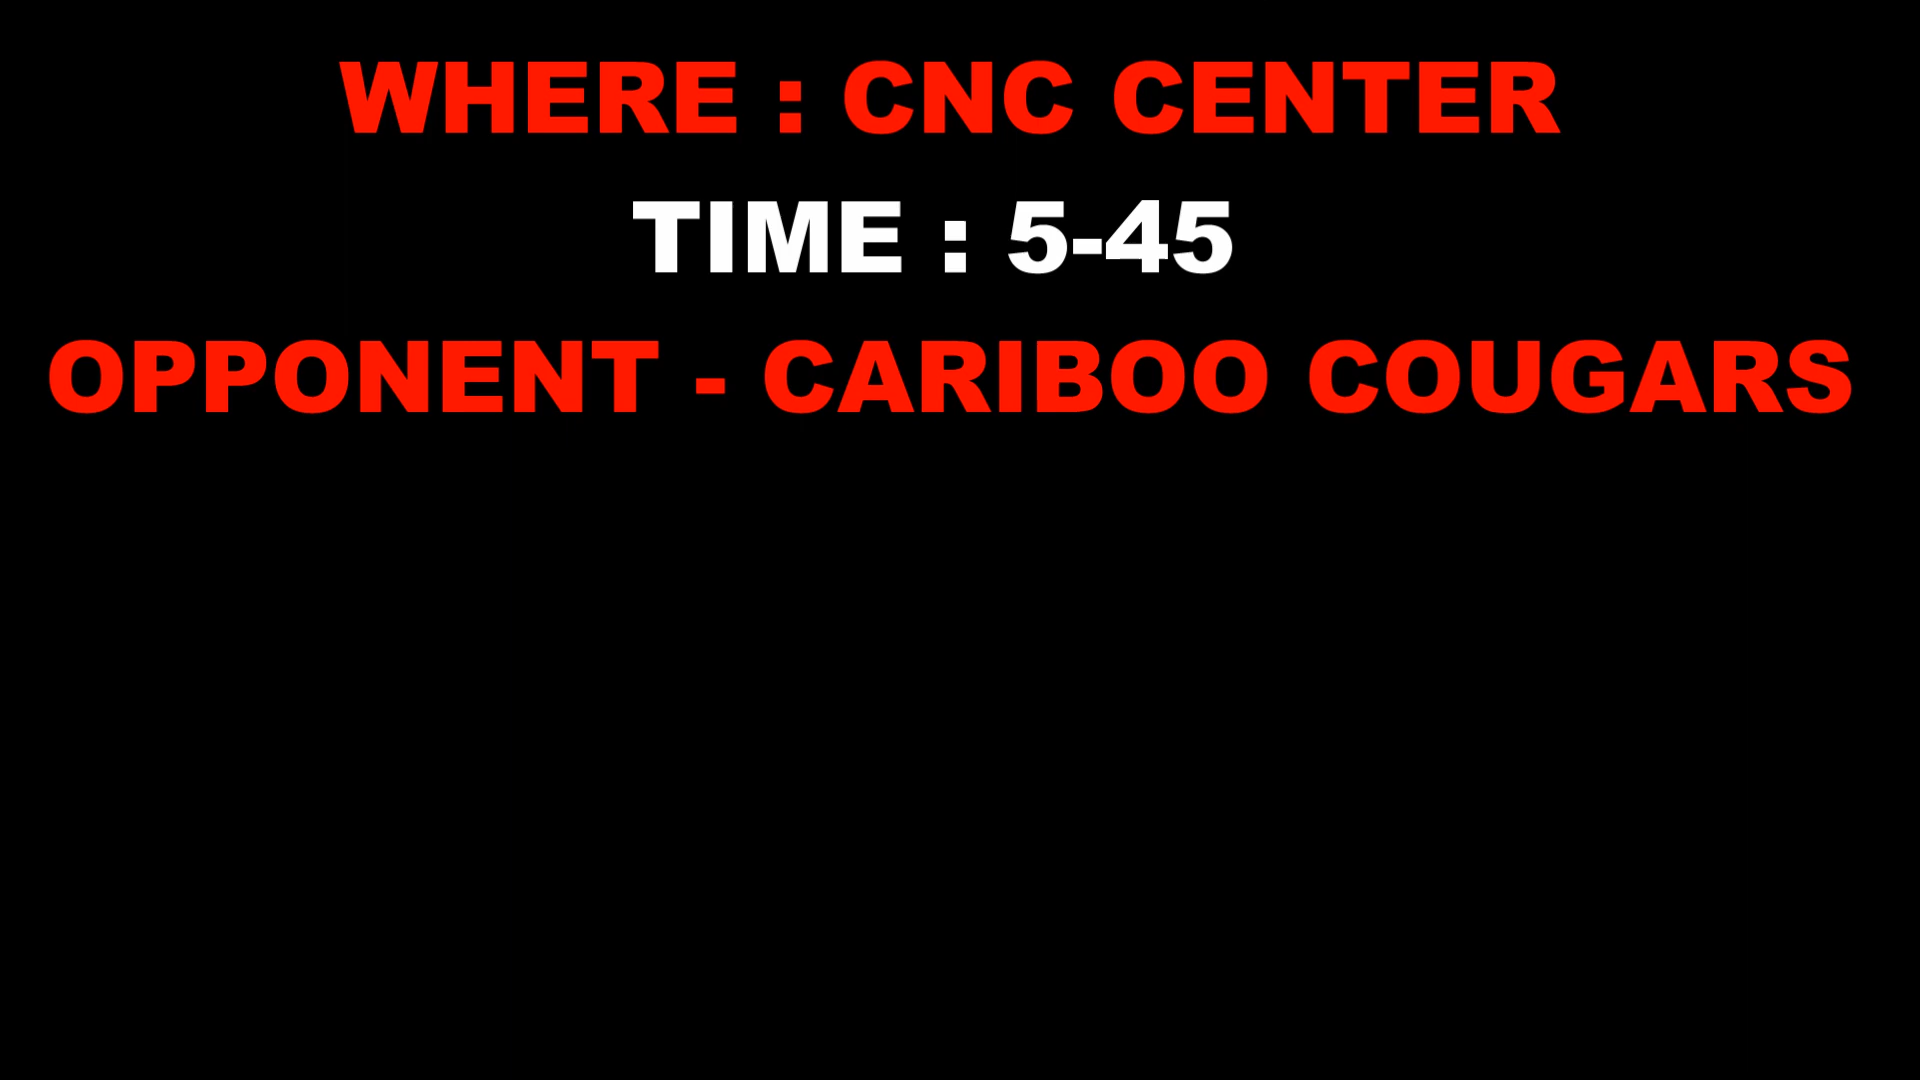 WHERE : CNC CENTER
TIME : 5-45
OPPONENT - CARIBOO COUGARS